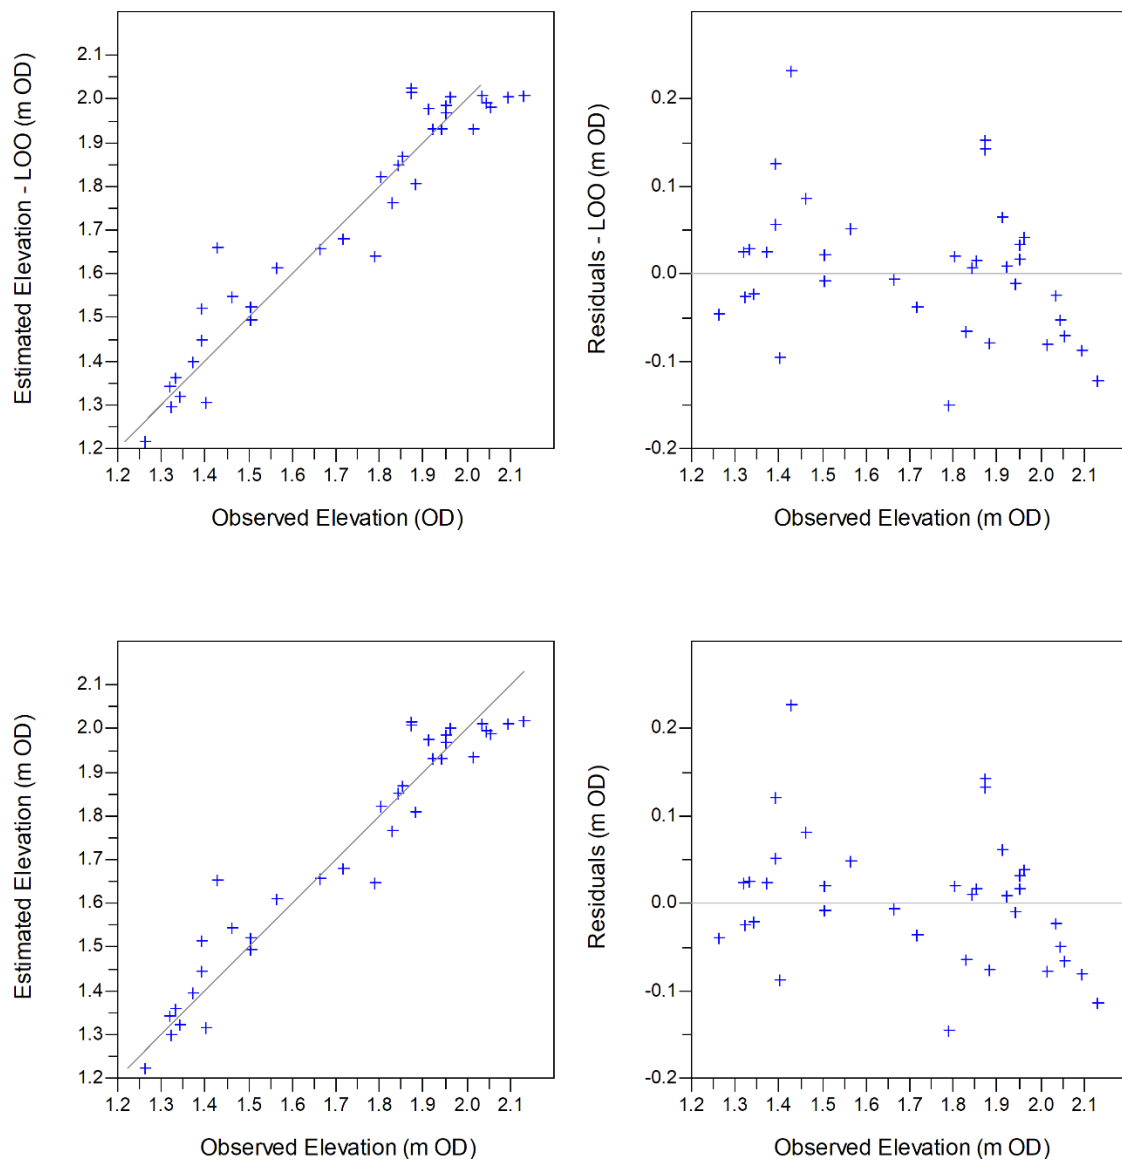 Estimated Elevation - LOO (m OD)
2.1
2.0
1.9
1.8
1.7
1.6
1.5
1.4
1.3
1.2
1.2 1.3 1.4 1.5 1.6 1.7 1.8 1.9 2.0 2.1
Observed Elevation (OD)
Residuals - LOO (m OD)
0.2
0.1
0.0
-0.1
-0.2
1.2 1.3 1.4 1.5 1.6 1.7 1.8 1.9 2.0 2.1
Observed Elevation (m OD)
Estimated Elevation (m OD)
2.1
2.0
1.9
1.8
1.7
1.6
1.5
1.4
1.3
1.2
1.2 1.3 1.4 1.5 1.6 1.7 1.8 1.9 2.0 2.1
Observed Elevation (m OD)
Residuals (m OD)
0.2
0.1
0.0
-0.1
-0.2
1.2 1.3 1.4 1.5 1.6 1.7 1.8 1.9 2.0 2.1
Observed Elevation (m OD)